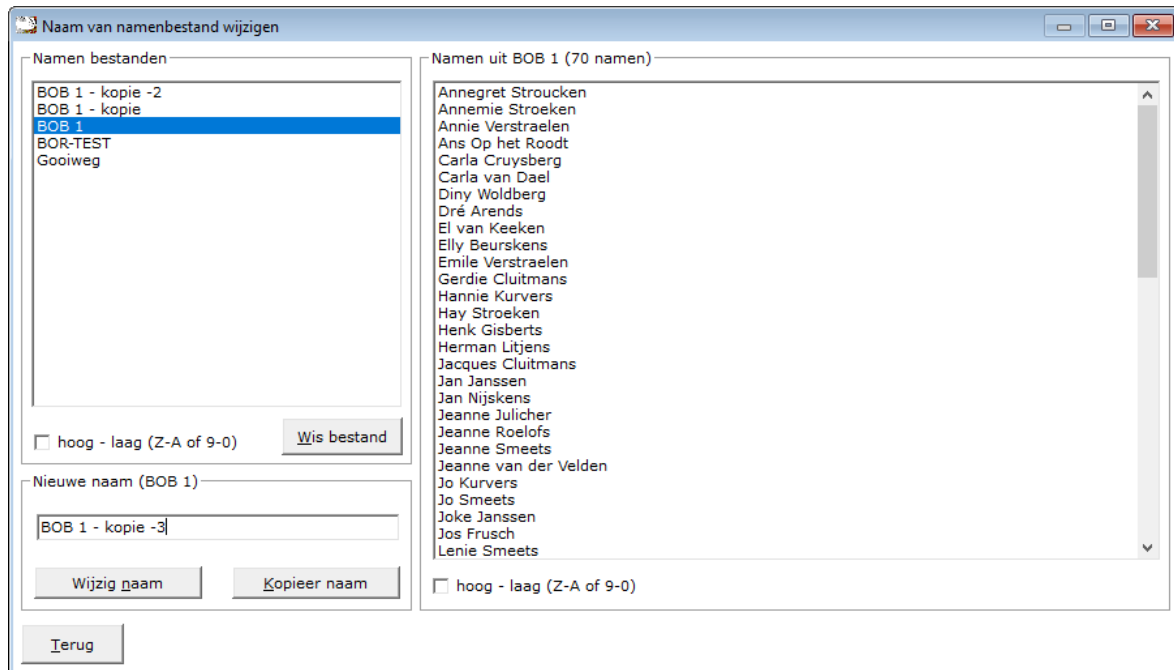 Naam van namenbestand wijzigen
Namen bestanden
BOB 1 - kopie -2
BOB 1 - kopie
BOB 1
BOR-TEST
Gooiweg
hoog - laag (Z-A of 9-0)
Wis bestand
Nieuwe naam (BOB 1)
BOB 1 - kopie -3
Wijzig naam
Kopieer naam
Terug
Namen uit BOB 1 (70 namen)
Annegret Stroucken
Annemie Stroeken
Annie Verstraelen
Ans Op het Roodt
Carla Cruysberg
Carla van Dael
Diny Woldberg
Dré Arends
El van Keeken
Elly Beurskens
Emile Verstraelen
Gerdie Cluitmans
Hannie Kurvers
Hay Stroeken
Henk Gisberts
Herman Litjens
Jacques Cluitmans
Jan Janssen
Jan Nijskens
Jeanne Julicher
Jeanne Roelofs
Jeanne Smeets
Jeanne van der Velden
Jo Kurvers
Jo Smeets
Joke Janssen
Jos Frusch
Lenie Smeets
hoog - laag (Z-A of 9-0)